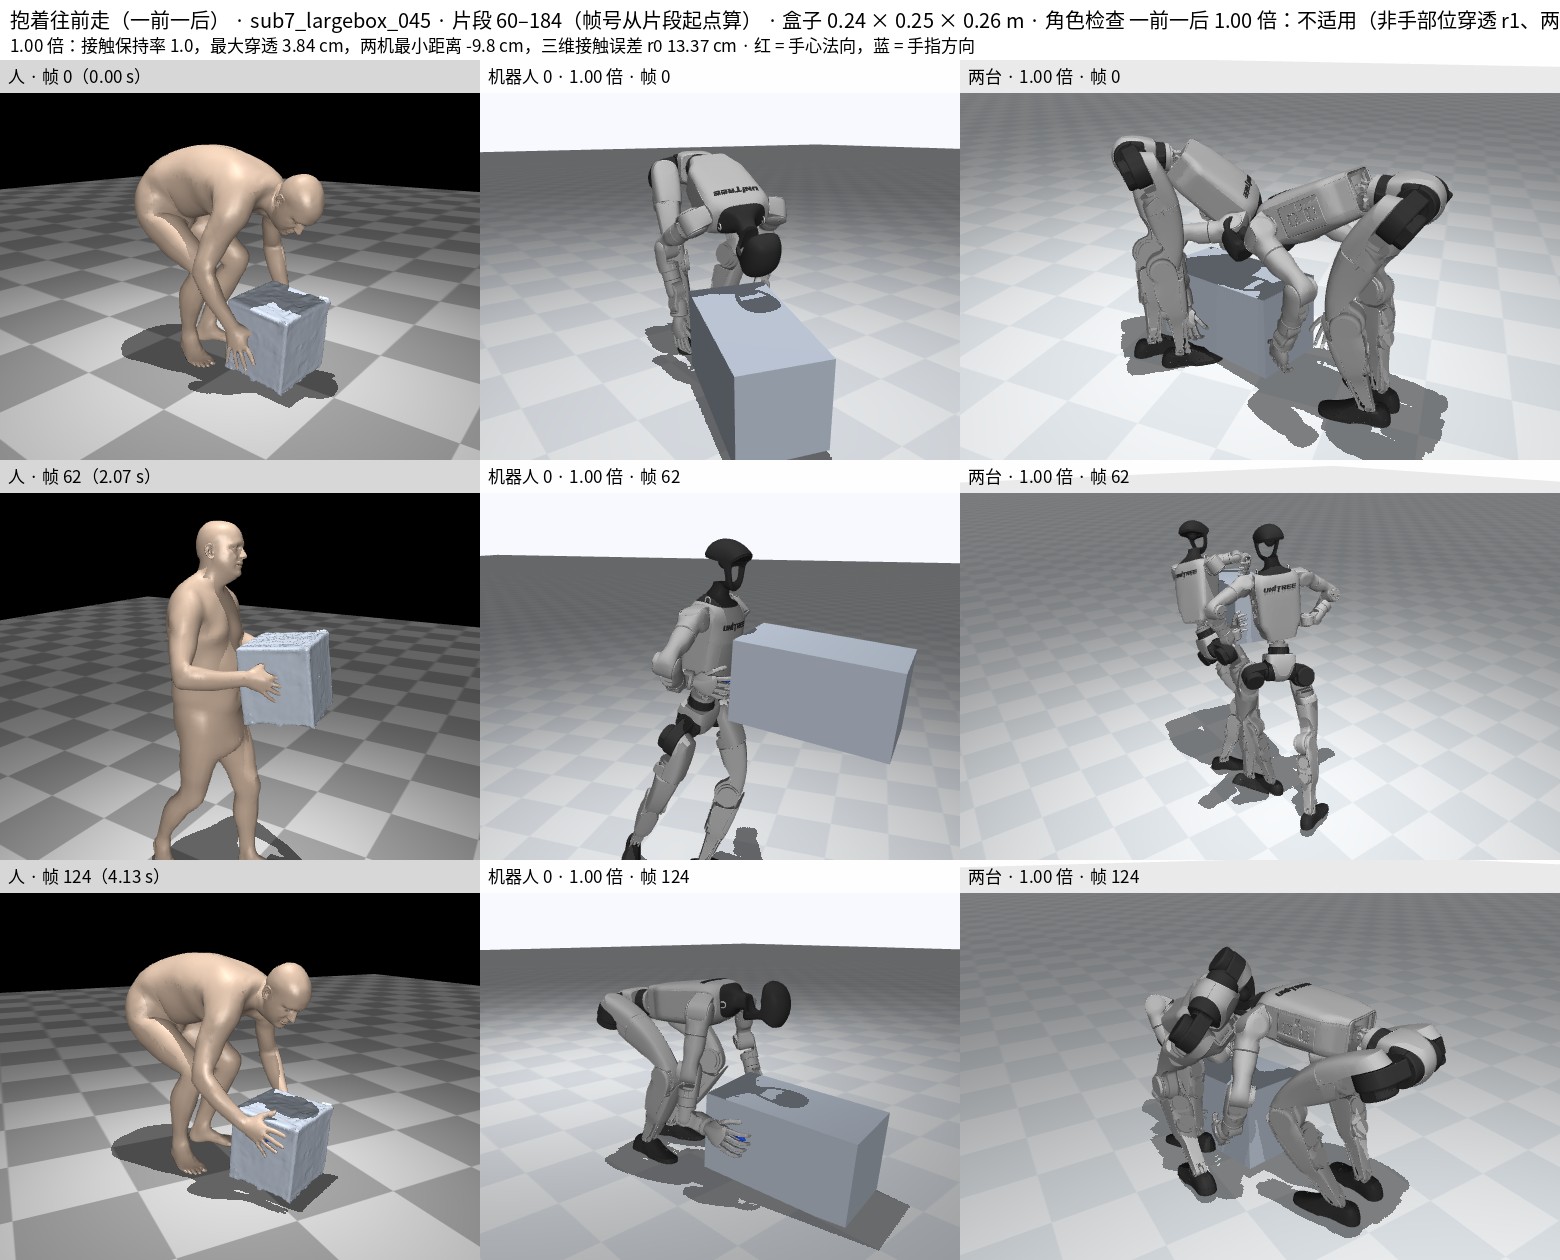 抱着往前走（一前一后） · sub7_largebox_045 · 片段 60–184（帧号从片段起点算） · 盒子 0.24 × 0.25 × 0.26 m · 角色检查 一前一后 1.00 倍：不适用（非手部位穿透 r1、两
1.00 倍：接触保持率 1.0，最大穿透 3.84 cm，两机最小距离 -9.8 cm，三维接触误差 r0 13.37 cm · 红 = 手心法向，蓝 = 手指方向
人 · 帧 0（0.00 s）
机器人 0 · 1.00 倍 · 帧 0
两台 · 1.00 倍 · 帧 0
UNITREE
人 · 帧 62（2.07 s）
机器人 0 · 1.00 倍 · 帧 62
两台 · 1.00 倍 · 帧 62
UNITREE
UNITREE
UNITREE
人 · 帧 124（4.13 s）
机器人 0 · 1.00 倍 · 帧 124
两台 · 1.00 倍 · 帧 124